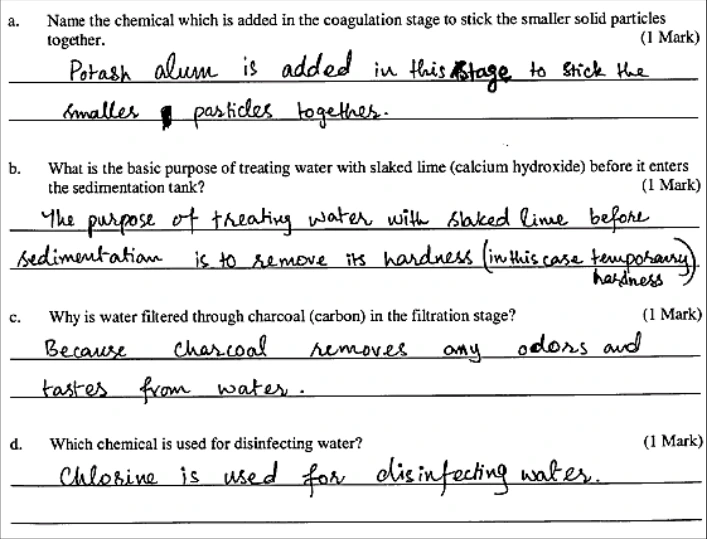 a. Name the chemical which is added in the coagulation stage to stick the smaller solid particles
together. (1 Mark)
Potash alum is added in this stage to stick the
smaller particles together.
b. What is the basic purpose of treating water with slaked lime (calcium hydroxide) before it enters
the sedimentation tank? (1 Mark)
The purpose of treating water with slaked lime before
sedimentation is to remove its hardness (in this case temporary
hardness).
c. Why is water filtered through charcoal (carbon) in the filtration stage? (1 Mark)
Because charcoal removes any odors and
tastes from water.
d. Which chemical is used for disinfecting water? (1 Mark)
Chlorine is used for disinfecting water.